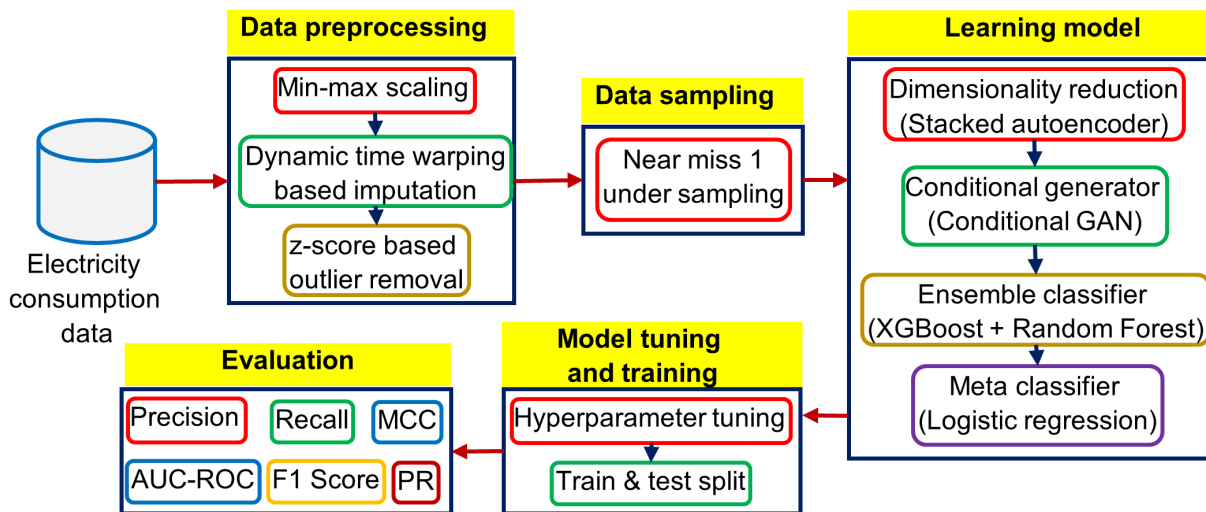 Data preprocessing
Min-max scaling
Dynamic time warping
based imputation
z-score based
outlier removal
Electricity
consumption
data
Data sampling
Near miss 1
under sampling
Learning model
Dimensionality reduction
(Stacked autoencoder)
Conditional generator
(Conditional GAN)
Ensemble classifier
(XGBoost + Random Forest)
Meta classifier
(Logistic regression)
Model tuning
and training
Hyperparameter tuning
Train & test split
Evaluation
Precision
Recall
MCC
AUC-ROC
F1 Score
PR